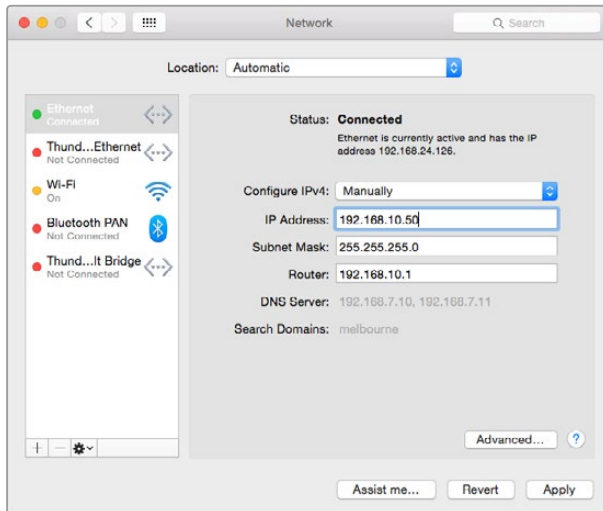 Network
Search
Location: Automatic
Ethernet
Connected
Thund...Ethernet
Not Connected
Wi-Fi
On
Bluetooth PAN
Not Connected
Thund...lt Bridge
Not Connected
Status: Connected
Ethernet is currently active and has the IP
address 192.168.24.126.
Configure IPv4: Manually
IP Address: 192.168.10.50
Subnet Mask: 255.255.255.0
Router: 192.168.10.1
DNS Server: 192.168.7.10, 192.168.7.11
Search Domains: melbourne
Advanced... ?
Assist me... Revert Apply